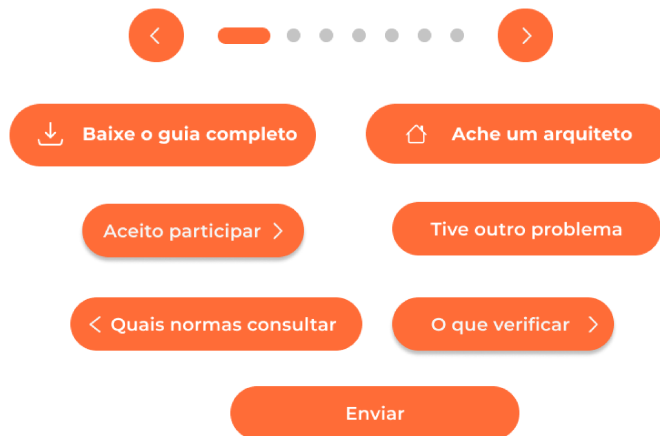 Baixe o guia completo
Ache um arquiteto
Aceito participar
Tive outro problema
Quais normas consultar
O que verificar
Enviar